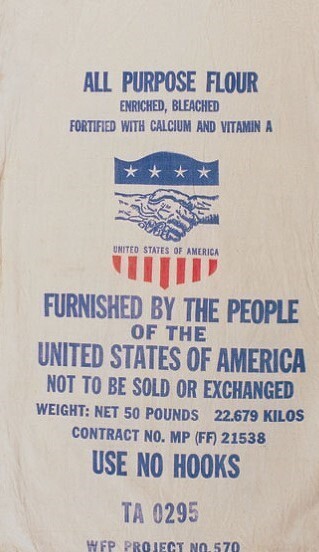 ALL PURPOSE FLOUR
ENRICHED, BLEACHED
FORTIFIED WITH CALCIUM AND VITAMIN A
UNITED STATES OF AMERICA
FURNISHED BY THE PEOPLE
OF THE
UNITED STATES OF AMERICA
NOT TO BE SOLD OR EXCHANGED
WEIGHT: NET 50 POUNDS 22.679 KILOS
CONTRACT NO. MP (FF) 21538
USE NO HOOKS
TA 0295
WFP PROJECT NO. 570